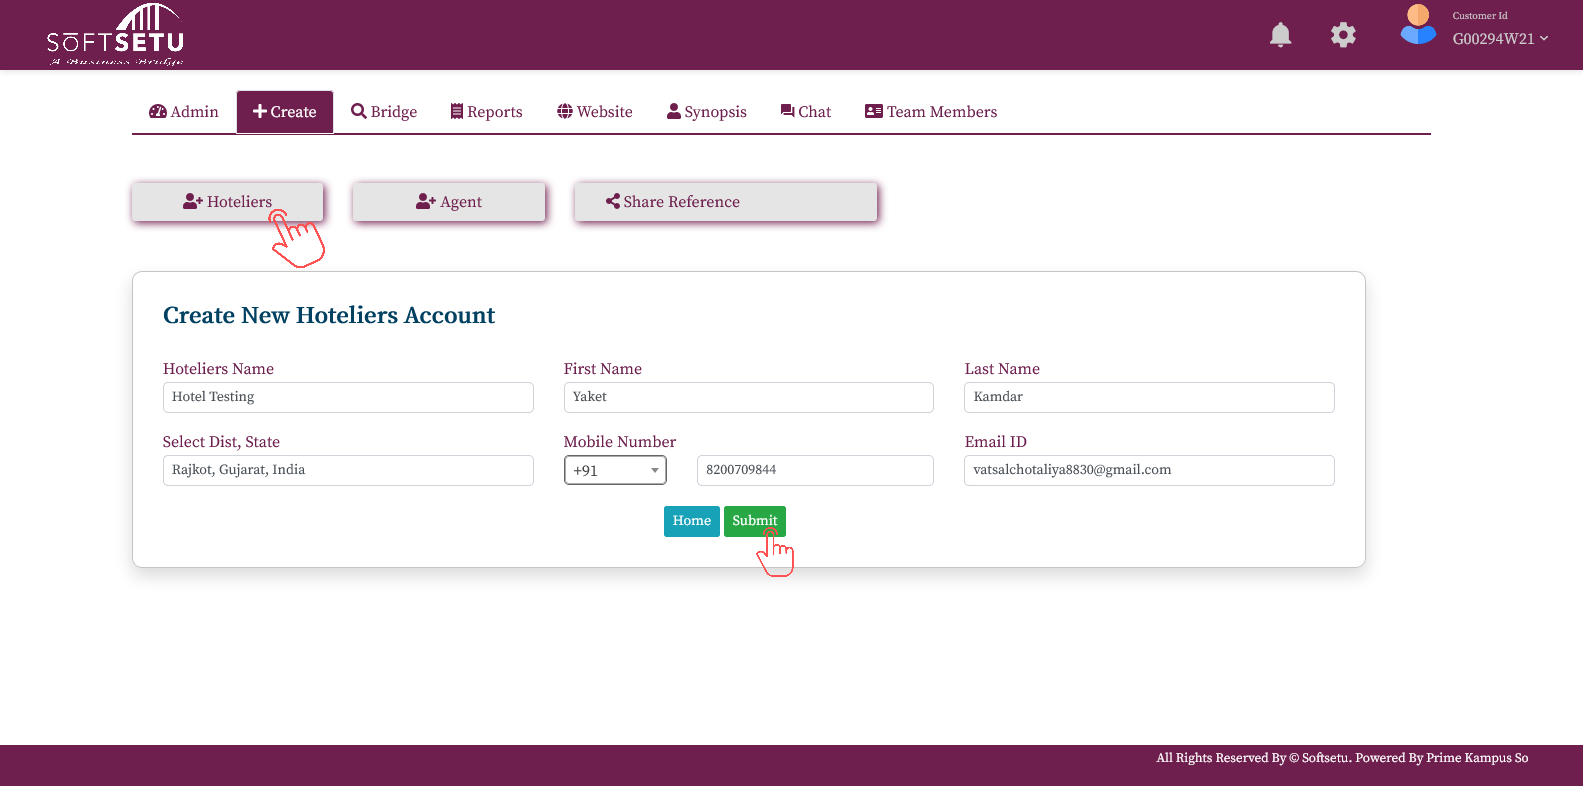 SOFTSETU
A Business Bridge
Customer Id
G00294W21
Admin
Create
Bridge
Reports
Website
Synopsis
Chat
Team Members
Hoteliers
Agent
Share Reference
Create New Hoteliers Account
Hoteliers Name
First Name
Last Name
Hotel Testing
Yaket
Kamdar
Select Dist, State
Mobile Number
Email ID
Rajkot, Gujarat, India
+91
8200709844
vatsalchotaliya8830@gmail.com
Home
Submit
All Rights Reserved By © Softsetu. Powered By Prime Kampus So